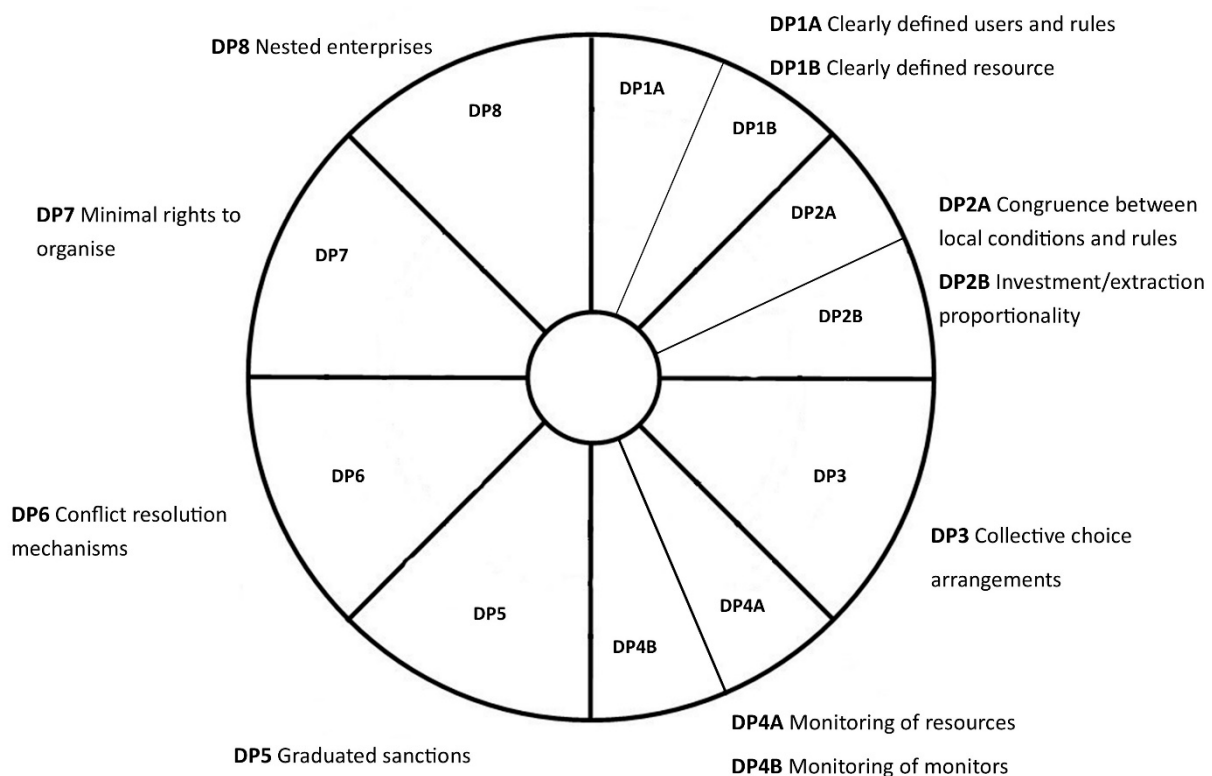 DP8 Nested enterprises
DP1A Clearly defined users and rules
DP1B Clearly defined resource
DP1A
DP8
DP1B
DP2A
DP2A Congruence between
local conditions and rules
DP7 Minimal rights to
organise
DP7
DP2B
DP2B Investment/extraction
proportionality
DP6
DP3
DP6 Conflict resolution
mechanisms
DP3 Collective choice
arrangements
DP5
DP4A
DP4B
DP4A Monitoring of resources
DP5 Graduated sanctions
DP4B Monitoring of monitors